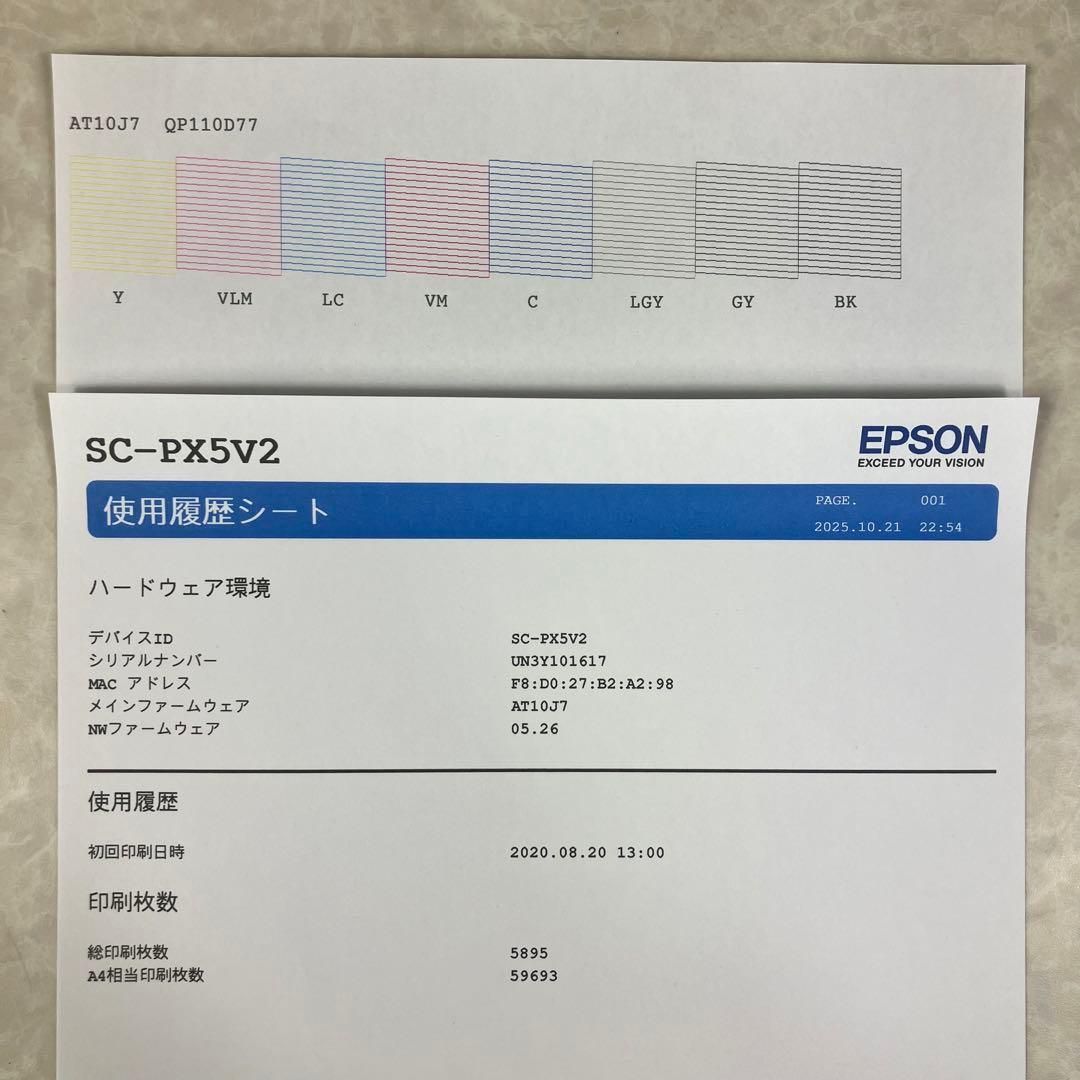 AT10J7 QP110D77
Y VLM LC VM C LGY GY BK
SC-PX5V2
EPSON
EXCEED YOUR VISION
使用履歴シート
PAGE. 001
2025.10.21 22:54
ハードウェア環境
デバイスID SC-PX5V2
シリアルナンバー UN3Y101617
MAC アドレス F8:D0:27:B2:A2:98
メインファームウェア AT10J7
NWファームウェア 05.26
使用履歴
初回印刷日時 2020.08.20 13:00
印刷枚数
総印刷枚数 5895
A4相当印刷枚数 59693